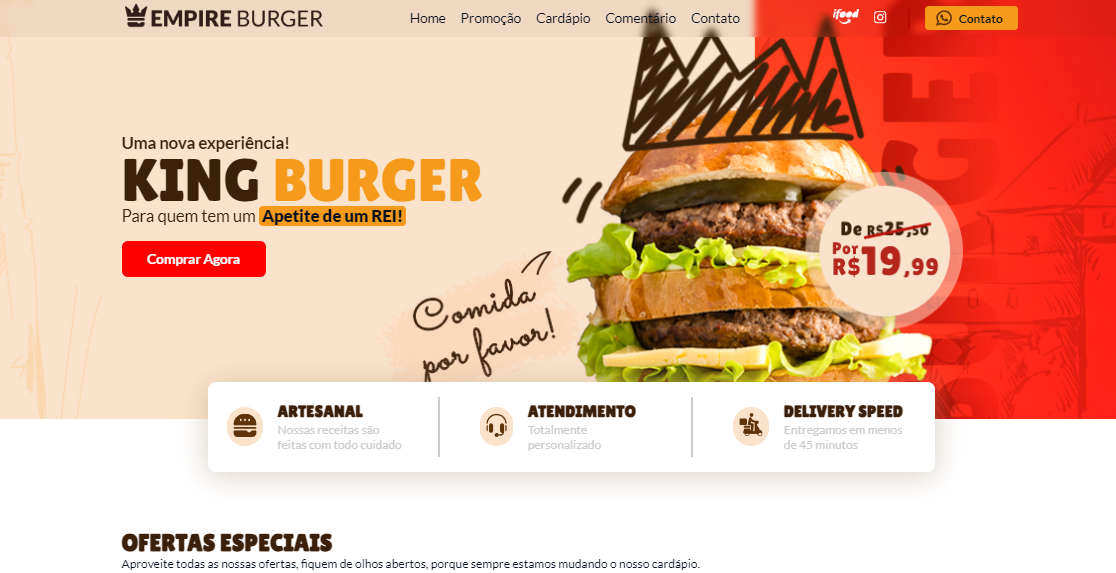 EMPIRE BURGER
Home Promoção Cardápio Comentário Contato
ifood
Contato
Uma nova experiência!
KING BURGER
Para quem tem um Apetite de um REI!
Comprar Agora
Comida
por favor!
De R$25,50
Por
R$19,99
BURGER
ARTESANAL
Nossas receitas são
feitas com todo cuidado
ATENDIMENTO
Totalmente
personalizado
DELIVERY SPEED
Entregamos em menos
de 45 minutos
OFERTAS ESPECIAIS
Aproveite todas as nossas ofertas, fiquem de olhos abertos, porque sempre estamos mudando o nosso cardápio.